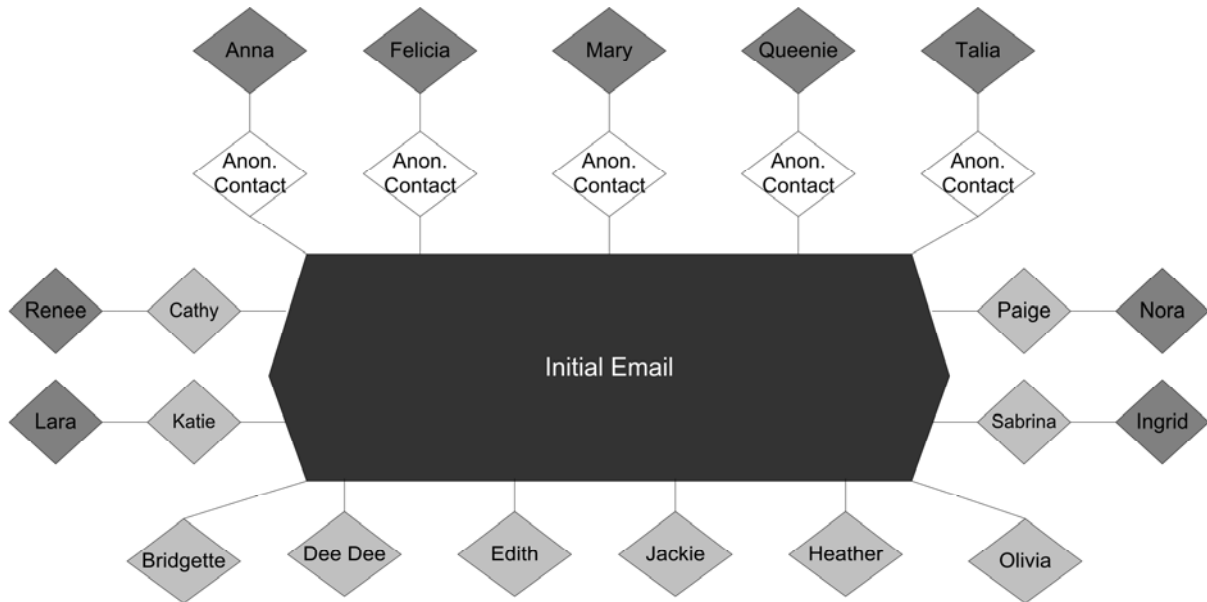 Anna
Felicia
Mary
Queenie
Talia
Anon.
Contact
Anon.
Contact
Anon.
Contact
Anon.
Contact
Anon.
Contact
Renee
Cathy
Paige
Nora
Initial Email
Lara
Katie
Sabrina
Ingrid
Bridgette
Dee Dee
Edith
Jackie
Heather
Olivia